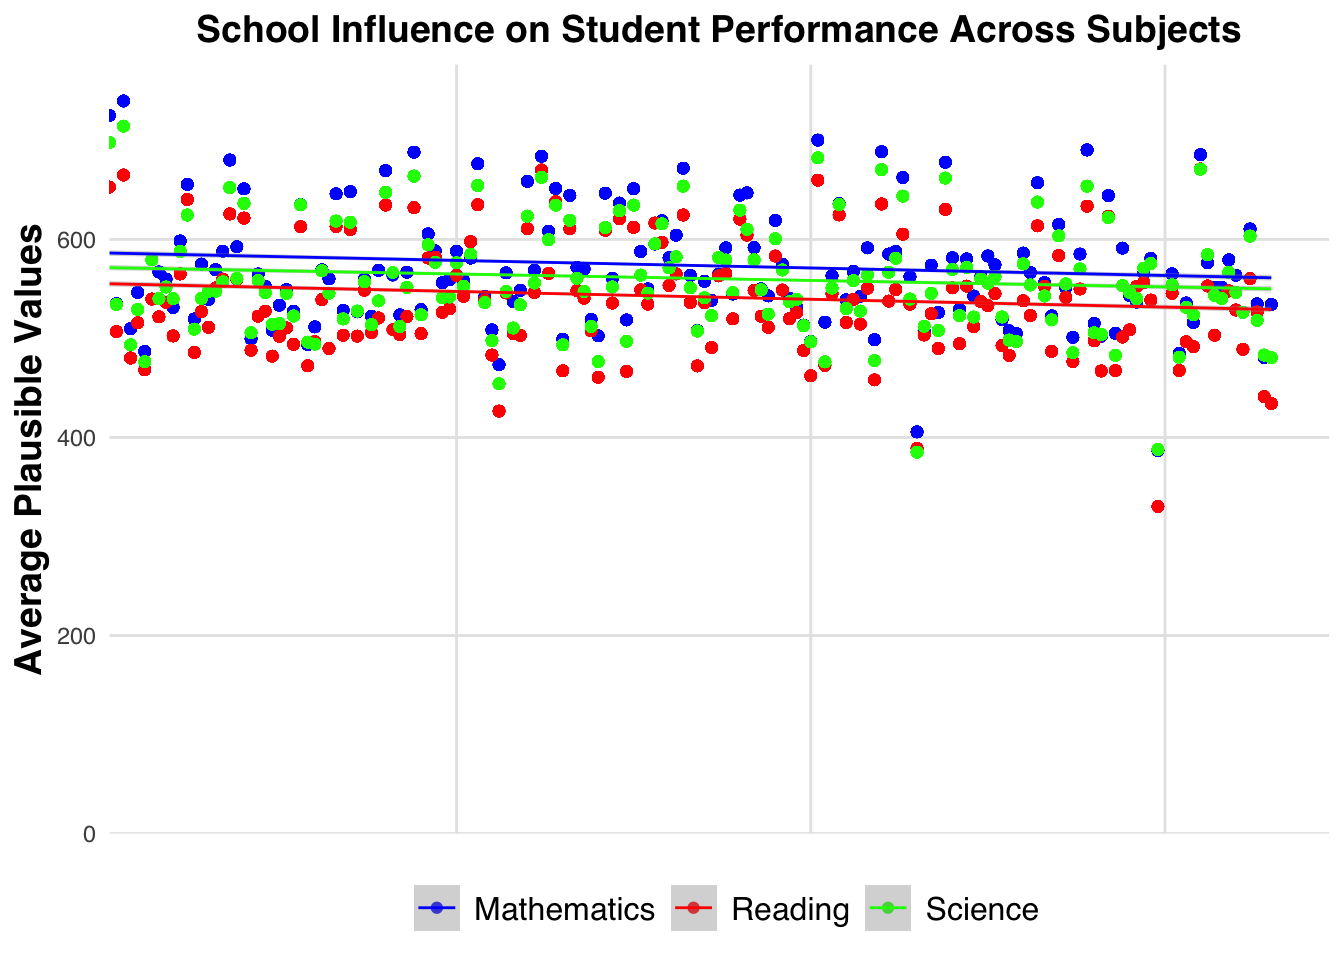 School Influence on Student Performance Across Subjects
Average Plausible Values
600
400
200
0
Mathematics
Reading
Science